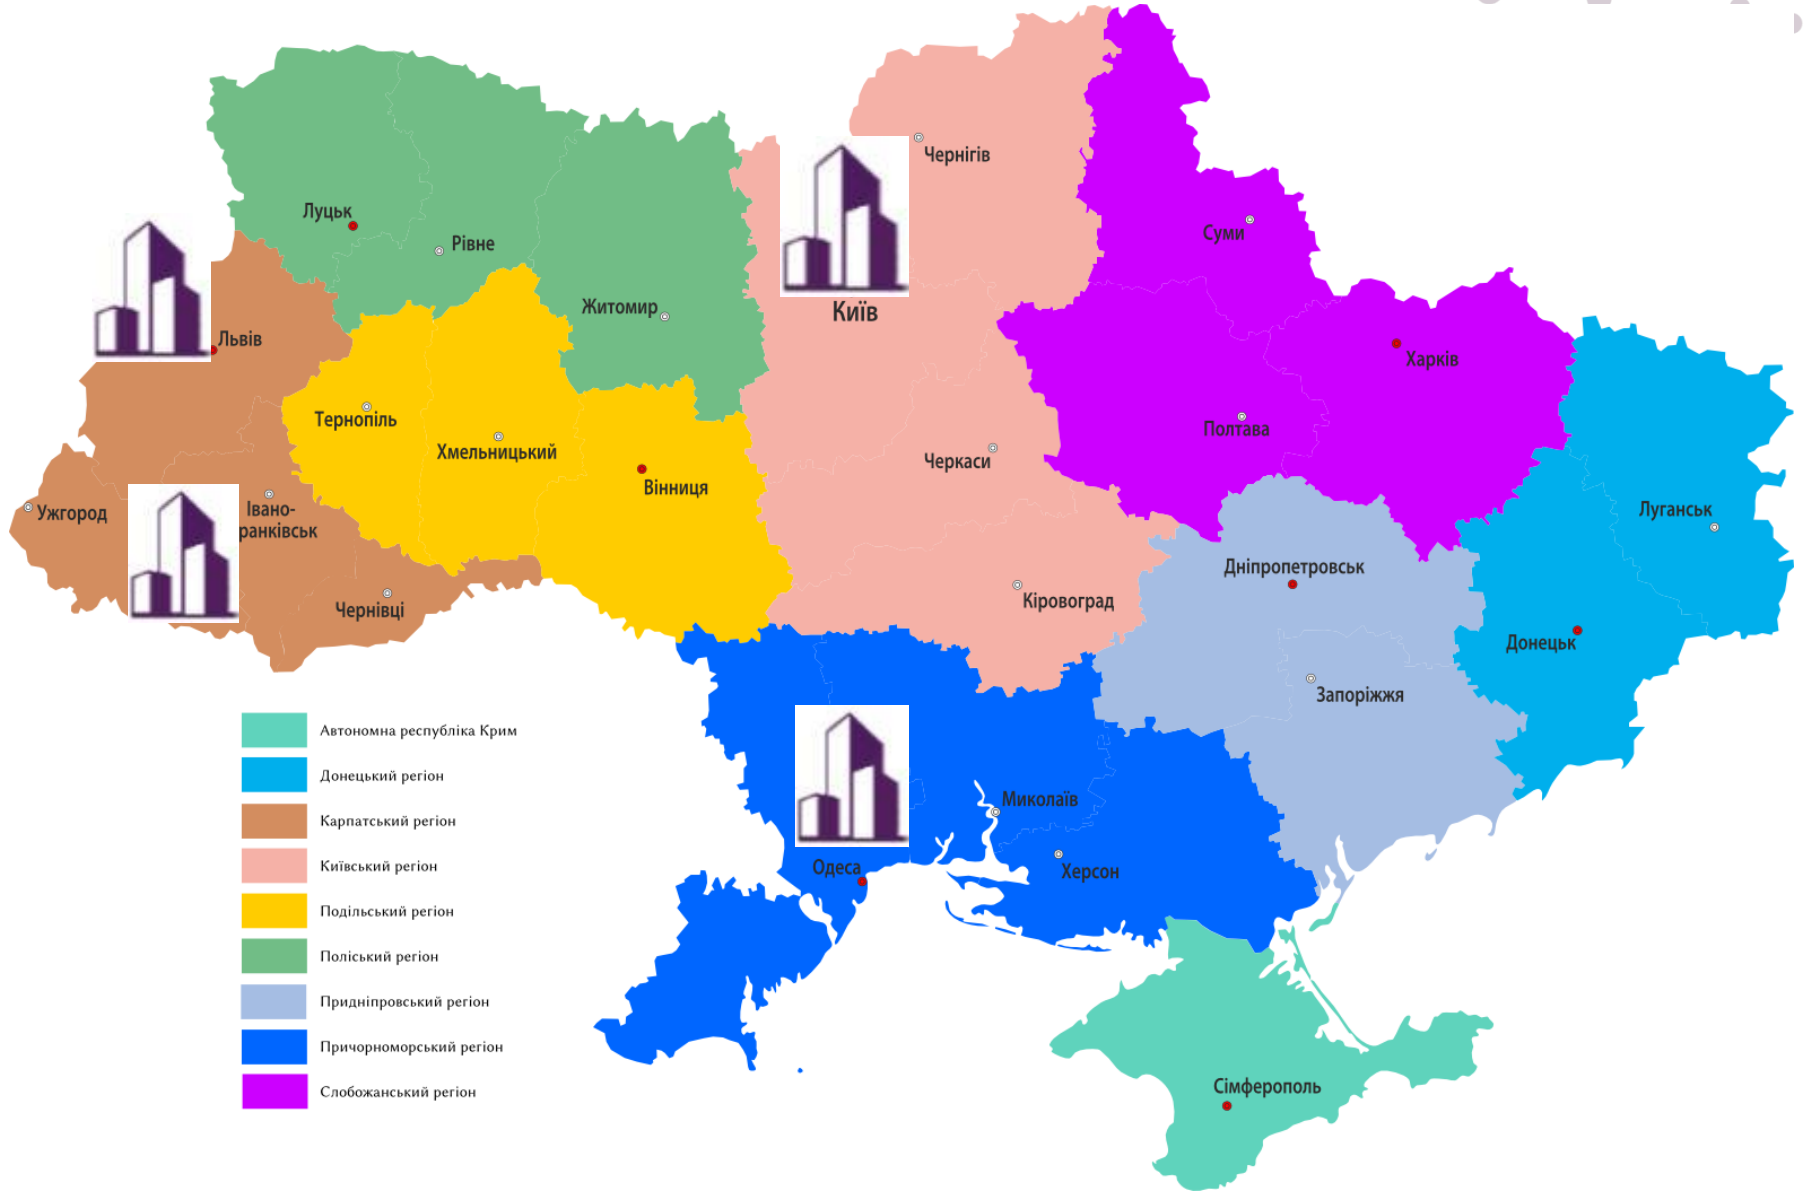 Чернігів
Луцьк
Суми
Рівне
Житомир
Київ
Львів
Харків
Тернопіль
Полтава
Хмельницький
Черкаси
Вінниця
Ужгород
Івано-
ранківськ
Луганськ
Дніпропетровськ
Чернівці
Кіровоград
Донецьк
Запоріжжя
Миколаїв
Одеса
Херсон
Сімферополь
Автономна республіка Крим
Донецький регіон
Карпатський регіон
Київський регіон
Подільський регіон
Поліський регіон
Придніпровський регіон
Причорноморський регіон
Слобожанський регіон